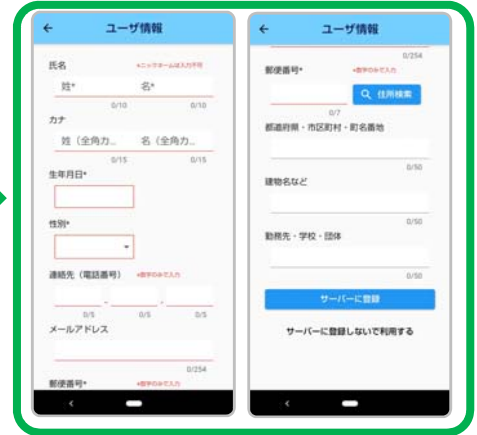 ユーザ情報
氏名 *ニックネームは入力不可
姓* 名*
0/10 0/10
カナ
姓（全角カ... 名（全角カ...
0/15 0/15
生年月日*
性別*
連絡先（電話番号） *数字のみで入力
- -
0/5 0/5 0/5
メールアドレス
0/254
郵便番号* *数字のみで入力
ユーザ情報
0/254
郵便番号* *数字のみで入力
住所検索
0/7
都道府県・市区町村・町名番地
0/50
建物名など
0/50
勤務先・学校・団体
0/50
サーバーに登録
サーバーに登録しないで利用する